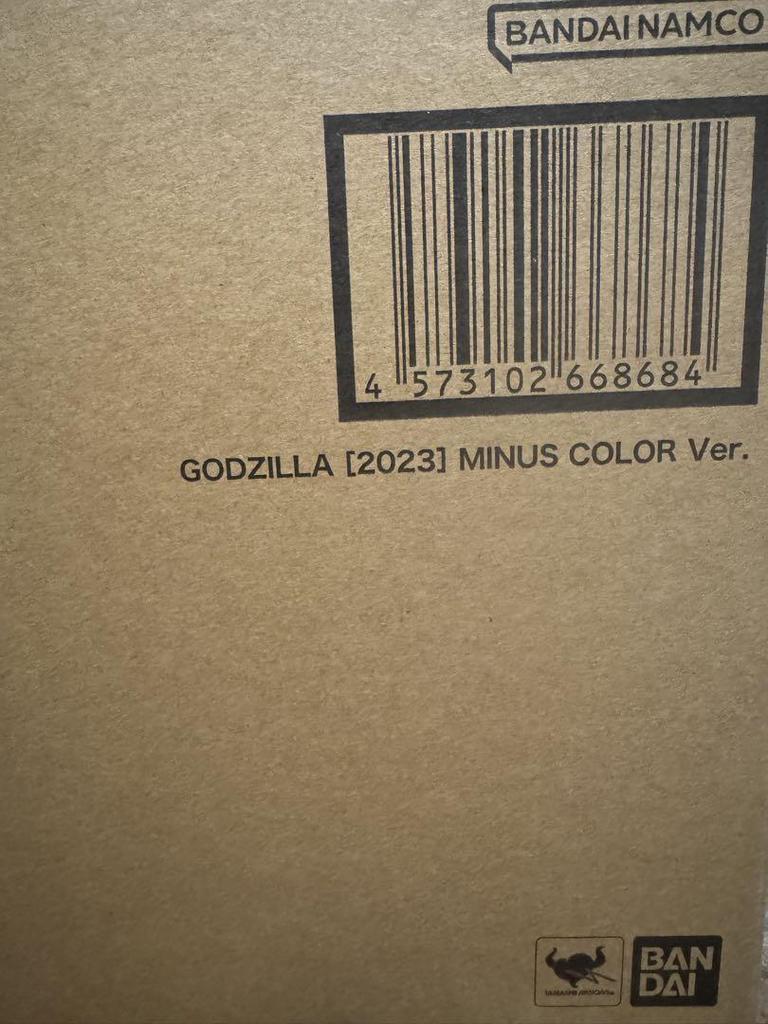 BANDAI NAMCO
4 573102 668684
GODZILLA [2023] MINUS COLOR Ver.
BAN
DAI